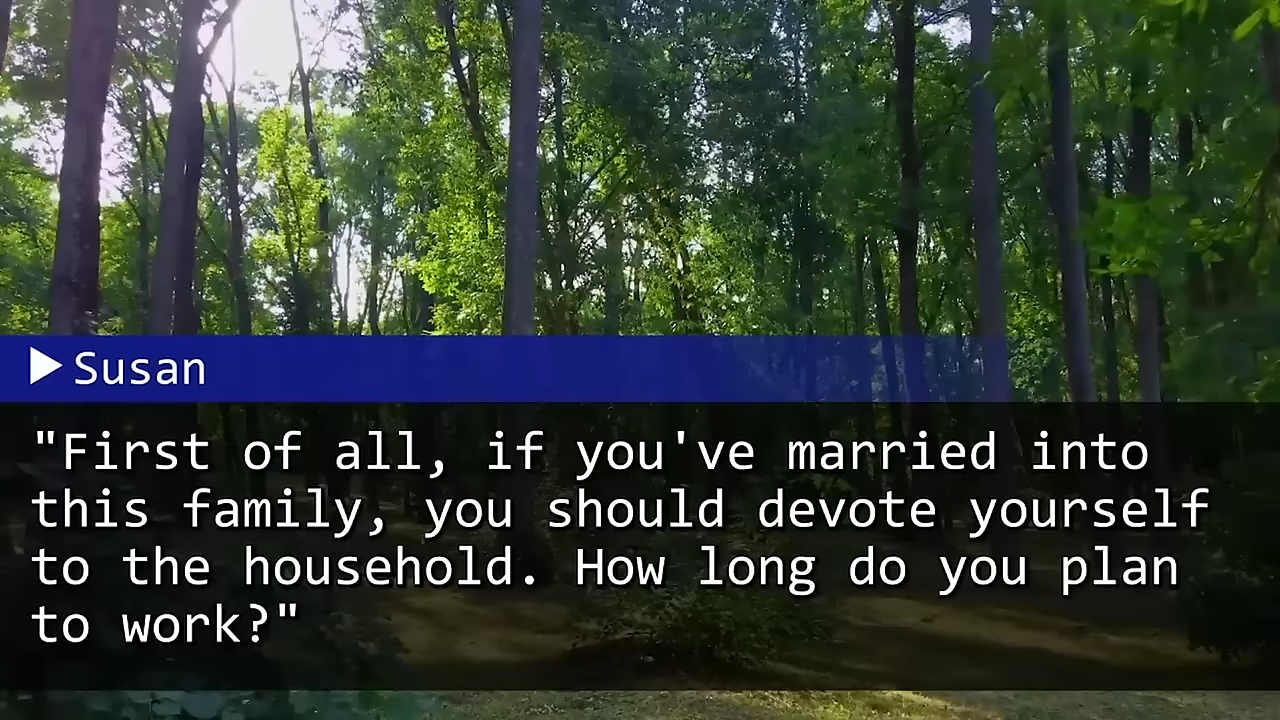 ▶Susan
"First of all, if you've married into
this family, you should devote yourself
to the household. How long do you plan
to work?"